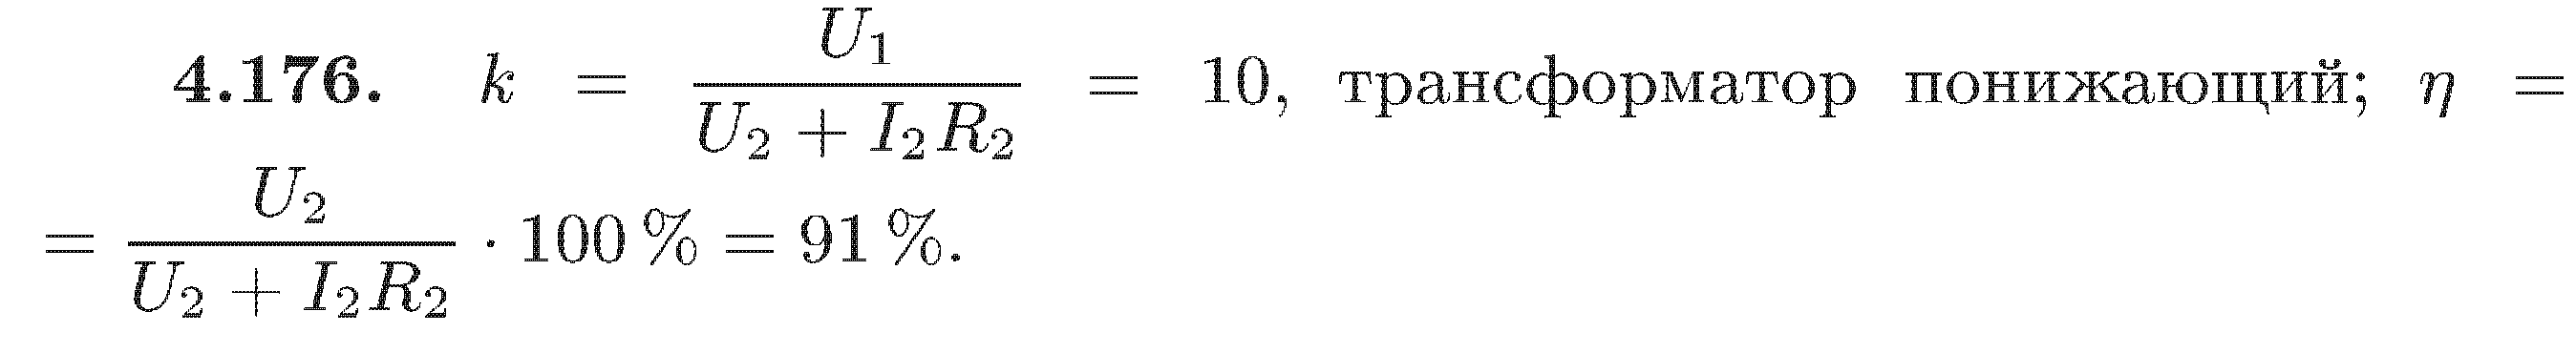 4.176. k = U₁ / (U₂ + I₂R₂) = 10, трансформатор понижающий; η =
= U₂ / (U₂ + I₂R₂) · 100 % = 91 %.